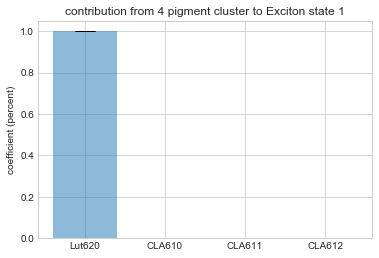 contribution from 4 pigment cluster to Exciton state 1
coefficient (percent)
1.0
0.8
0.6
0.4
0.2
0.0
Lut620 CLA610 CLA611 CLA612